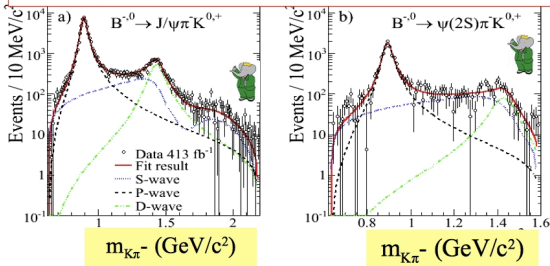 a) B⁻,⁰→ J/ψπ⁻K⁰,⁺
Events/ 10 MeV/c²
10⁴
10³
10²
10
1
10⁻¹
Data 413 fb⁻¹
Fit result
S-wave
P-wave
D-wave
1 1.5 2
mKπ- (GeV/c²)
b) B⁻,⁰→ ψ(2S)π⁻K⁰,⁺
Events/ 10 MeV/c²
10⁴
10³
10²
10
1
10⁻¹
0.8 1 1.2 1.4 1.6
mKπ- (GeV/c²)